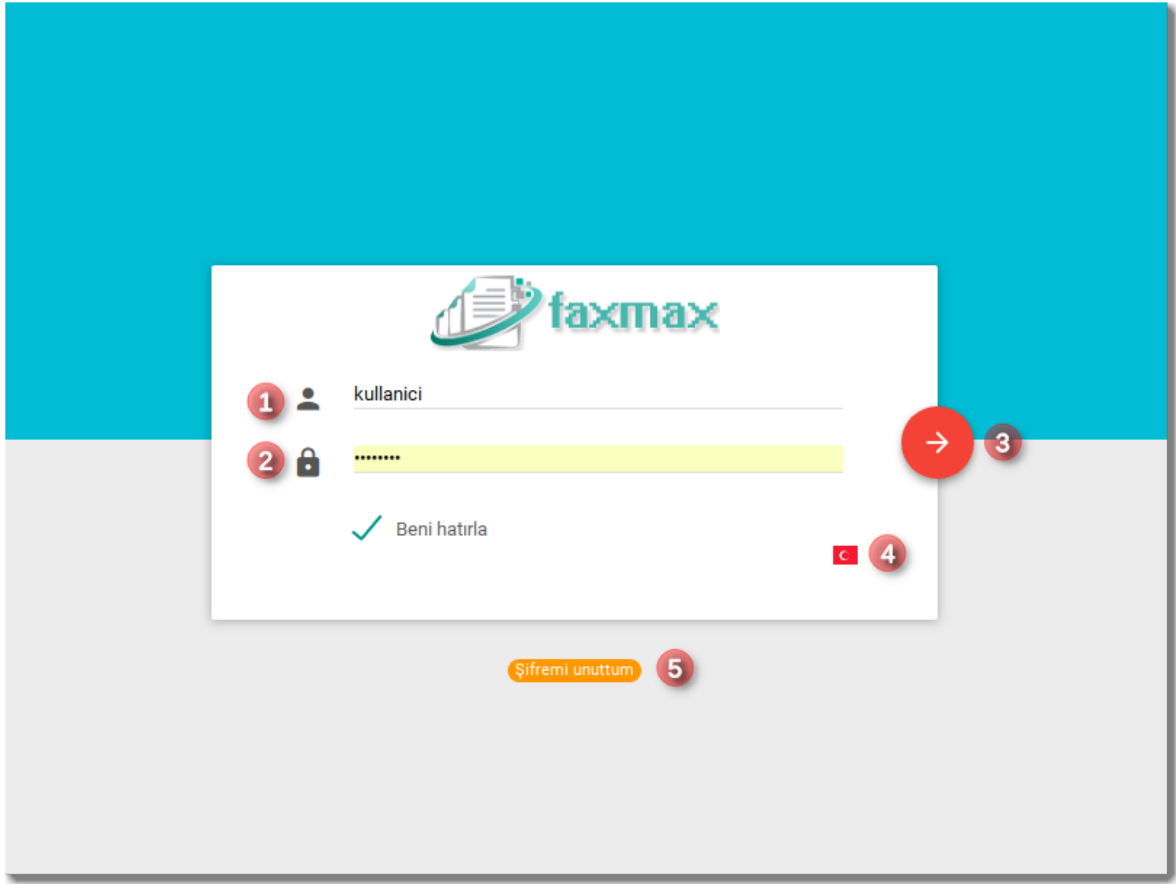 faxmax
1 kullanici
2 ••••••••
3
Beni hatırla
4
Şifremi unuttum 5